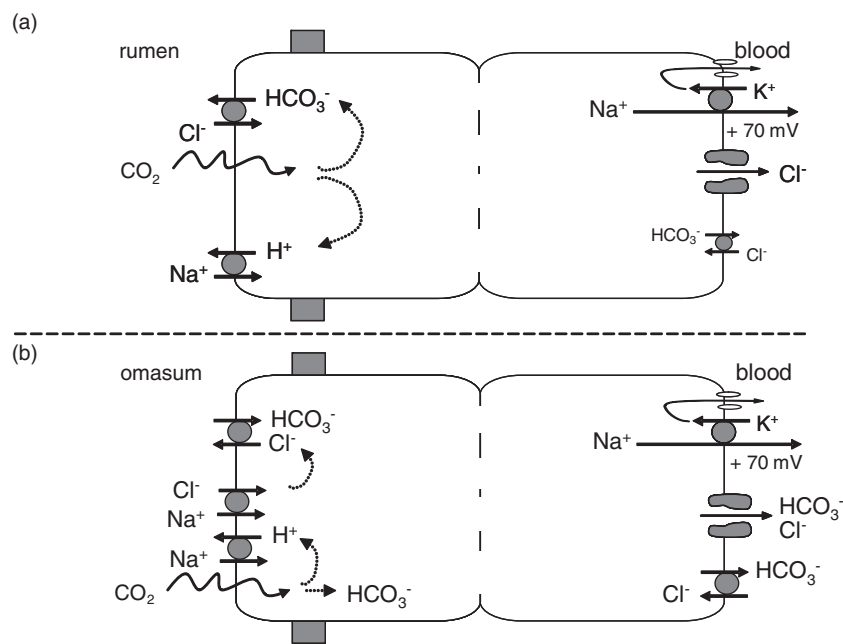 (a)
rumen
blood
HCO₃⁻
K⁺
Cl⁻
Na⁺
+ 70 mV
CO₂
Cl⁻
HCO₃⁻
H⁺
Cl⁻
Na⁺
(b)
omasum
blood
HCO₃⁻
K⁺
Cl⁻
Na⁺
+ 70 mV
Cl⁻
HCO₃⁻
Na⁺
Cl⁻
H⁺
Na⁺
HCO₃⁻
CO₂
HCO₃⁻
Cl⁻